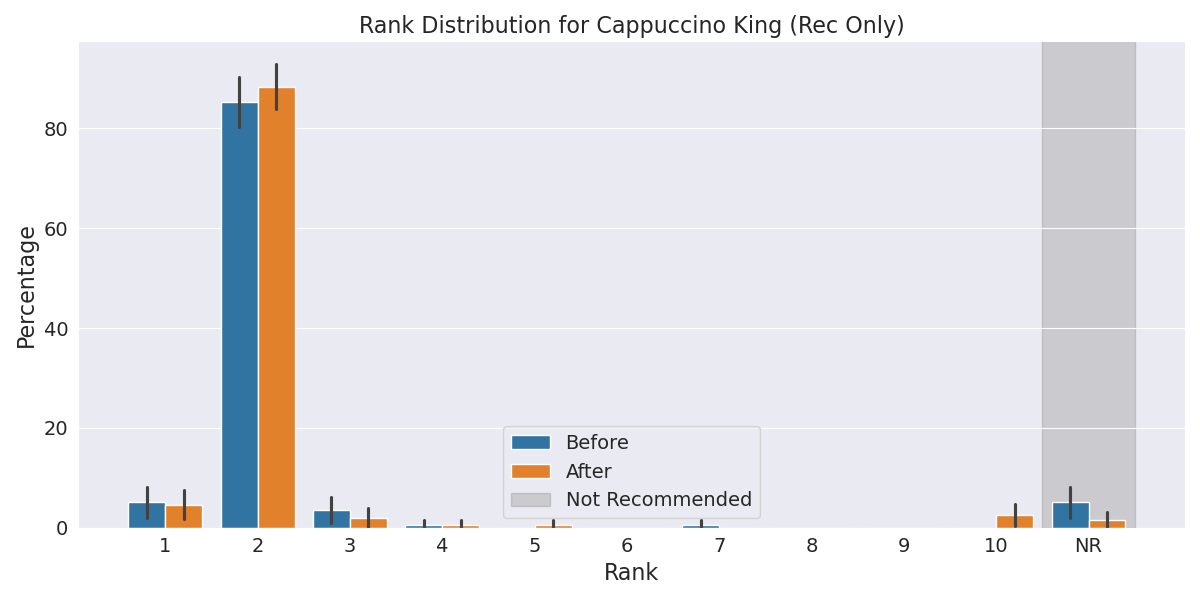 Rank Distribution for Cappuccino King (Rec Only)
Percentage
80
60
40
20
0
Before
After
Not Recommended
1 2 3 4 5 6 7 8 9 10 NR
Rank